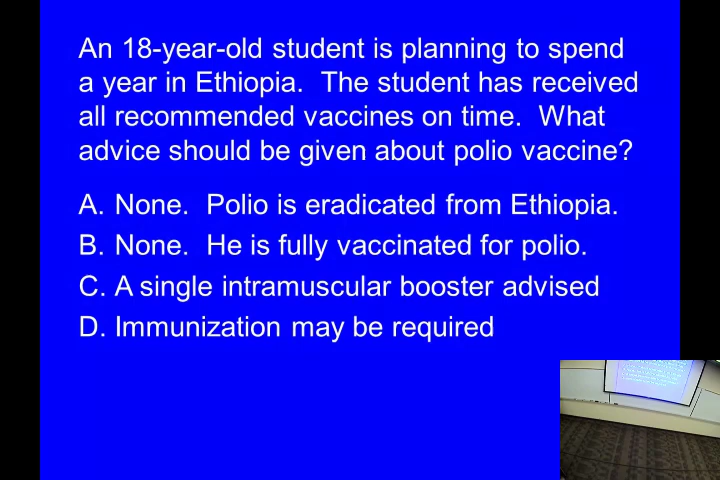 An 18-year-old student is planning to spend
a year in Ethiopia.  The student has received
all recommended vaccines on time.  What
advice should be given about polio vaccine?
A. None.  Polio is eradicated from Ethiopia.
B. None.  He is fully vaccinated for polio.
C. A single intramuscular booster advised
D. Immunization may be required